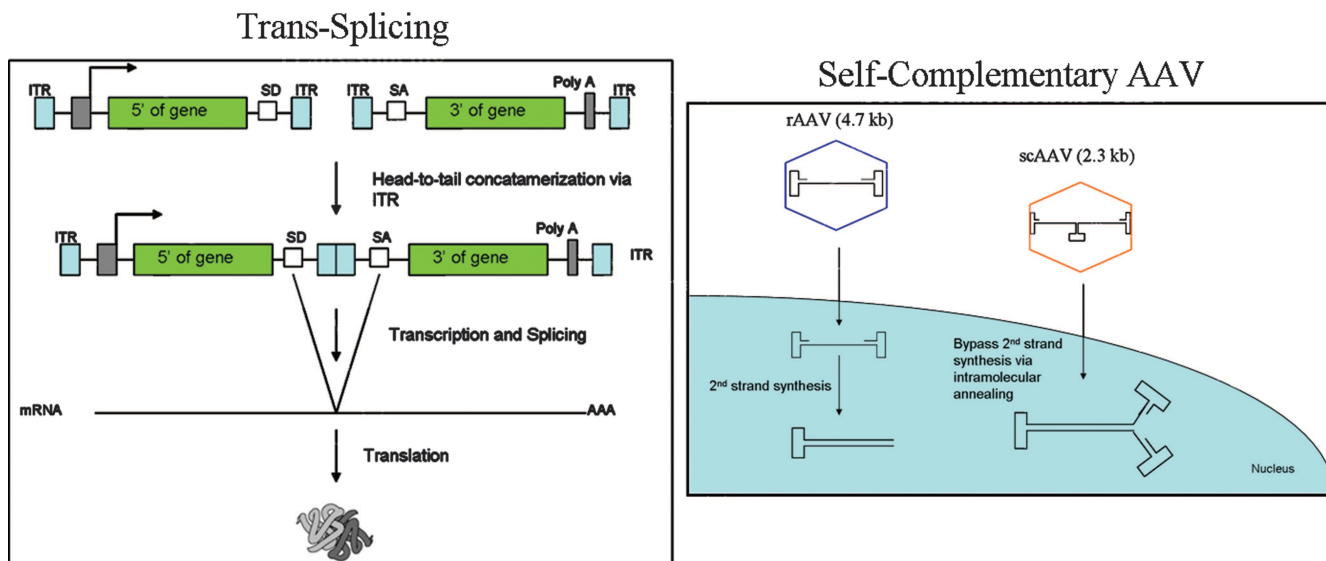 Trans-Splicing
ITR
SD
ITR
ITR
SA
Poly A
ITR
5' of gene
3' of gene
Head-to-tail concatamerization via
ITR
ITR
SD
SA
Poly A
ITR
5' of gene
3' of gene
Transcription and Splicing
mRNA
AAA
Translation
Self-Complementary AAV
rAAV (4.7 kb)
scAAV (2.3 kb)
2nd strand synthesis
Bypass 2nd strand
synthesis via
intramolecular
annealing
Nucleus